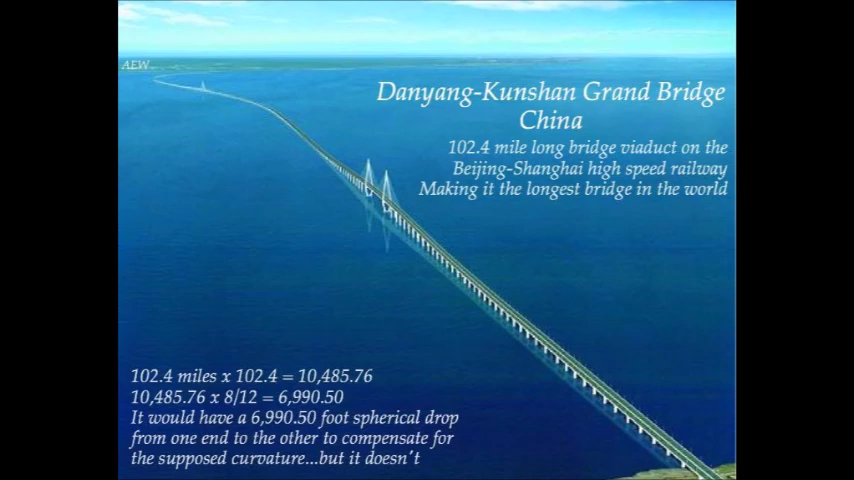 AEW
Danyang-Kunshan Grand Bridge
China
102.4 mile long bridge viaduct on the
Beijing-Shanghai high speed railway
Making it the longest bridge in the world
102.4 miles x 102.4 = 10,485.76
10,485.76 x 8/12 = 6,990.50
It would have a 6,990.50 foot spherical drop
from one end to the other to compensate for
the supposed curvature...but it doesn't